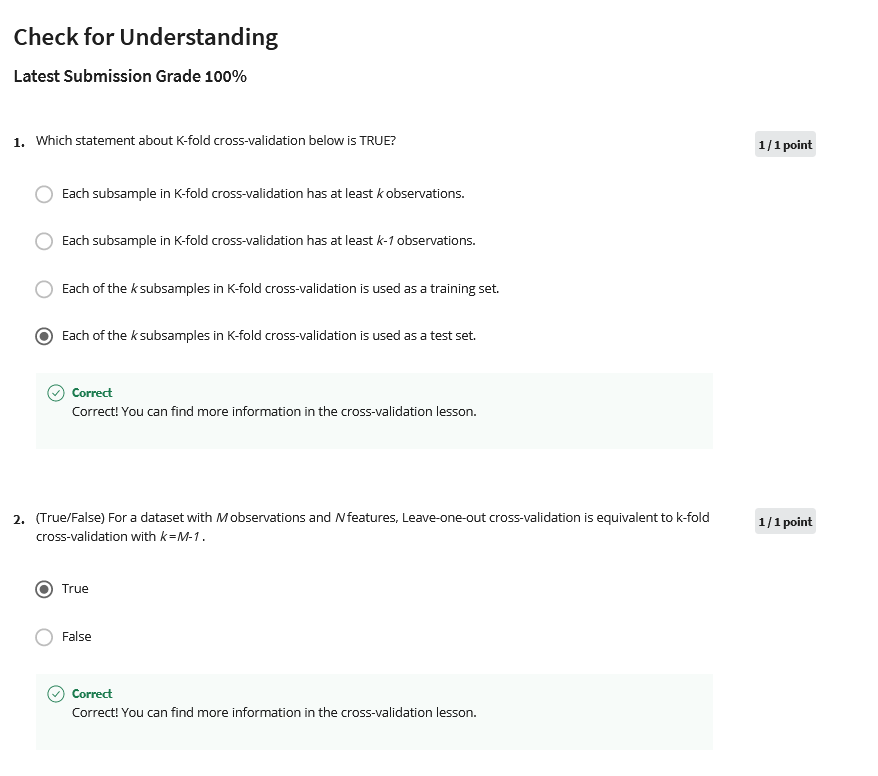 Check for Understanding
Latest Submission Grade 100%
1. Which statement about K-fold cross-validation below is TRUE?
1 / 1 point
Each subsample in K-fold cross-validation has at least k observations.
Each subsample in K-fold cross-validation has at least k-1 observations.
Each of the k subsamples in K-fold cross-validation is used as a training set.
Each of the k subsamples in K-fold cross-validation is used as a test set.
Correct
Correct! You can find more information in the cross-validation lesson.
2. (True/False) For a dataset with M observations and N features, Leave-one-out cross-validation is equivalent to k-fold
cross-validation with k=M-1 .
1 / 1 point
True
False
Correct
Correct! You can find more information in the cross-validation lesson.